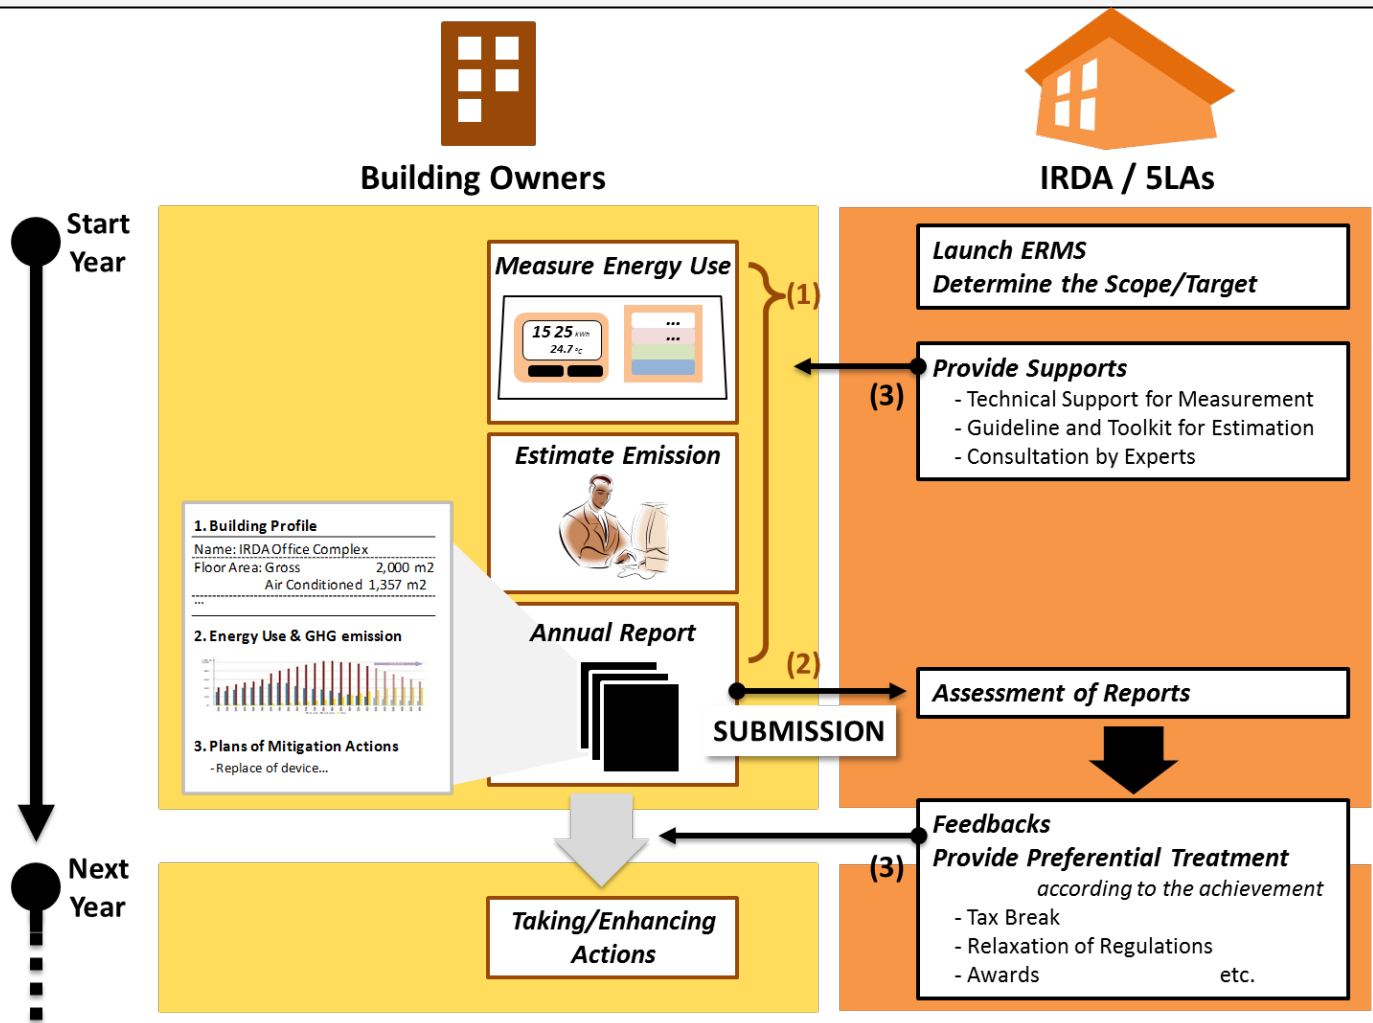 Building Owners
IRDA / 5LAs
Start
Year
Measure Energy Use
15 25 kWh
24.7 °C
...
...
(1)
Launch ERMS
Determine the Scope/Target
Provide Supports
- Technical Support for Measurement
- Guideline and Toolkit for Estimation
- Consultation by Experts
(3)
Estimate Emission
1. Building Profile
Name: IRDA Office Complex
Floor Area: Gross 2,000 m2
Air Conditioned 1,357 m2
...
2. Energy Use & GHG emission
3. Plans of Mitigation Actions
- Replace of device...
Annual Report
(2)
SUBMISSION
Assessment of Reports
Feedbacks
Provide Preferential Treatment
according to the achievement
- Tax Break
- Relaxation of Regulations
- Awards etc.
(3)
Next
Year
Taking/Enhancing
Actions